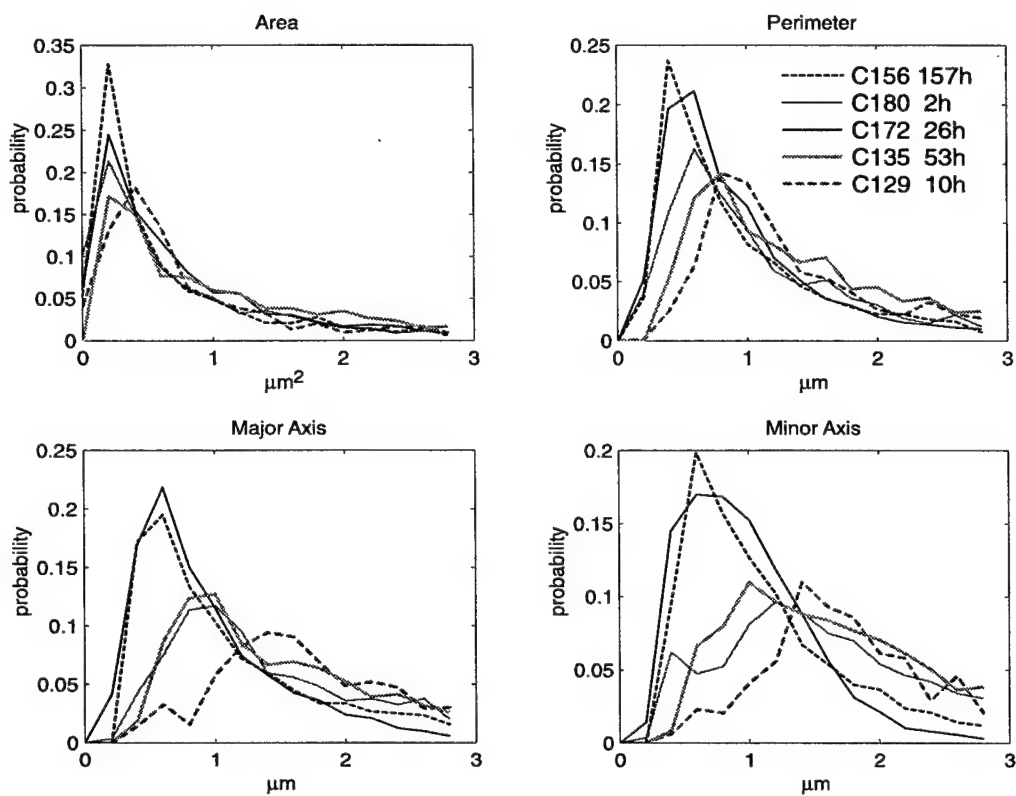 Area
0.35
0.3
0.25
0.2
0.15
0.1
0.05
0
probability
0 1 2 3
μm²
Perimeter
0.25
0.2
0.15
0.1
0.05
0
probability
C156 157h
C180 2h
C172 26h
C135 53h
C129 10h
0 1 2 3
μm
Major Axis
0.25
0.2
0.15
0.1
0.05
0
probability
0 1 2 3
μm
Minor Axis
0.2
0.15
0.1
0.05
0
probability
0 1 2 3
μm